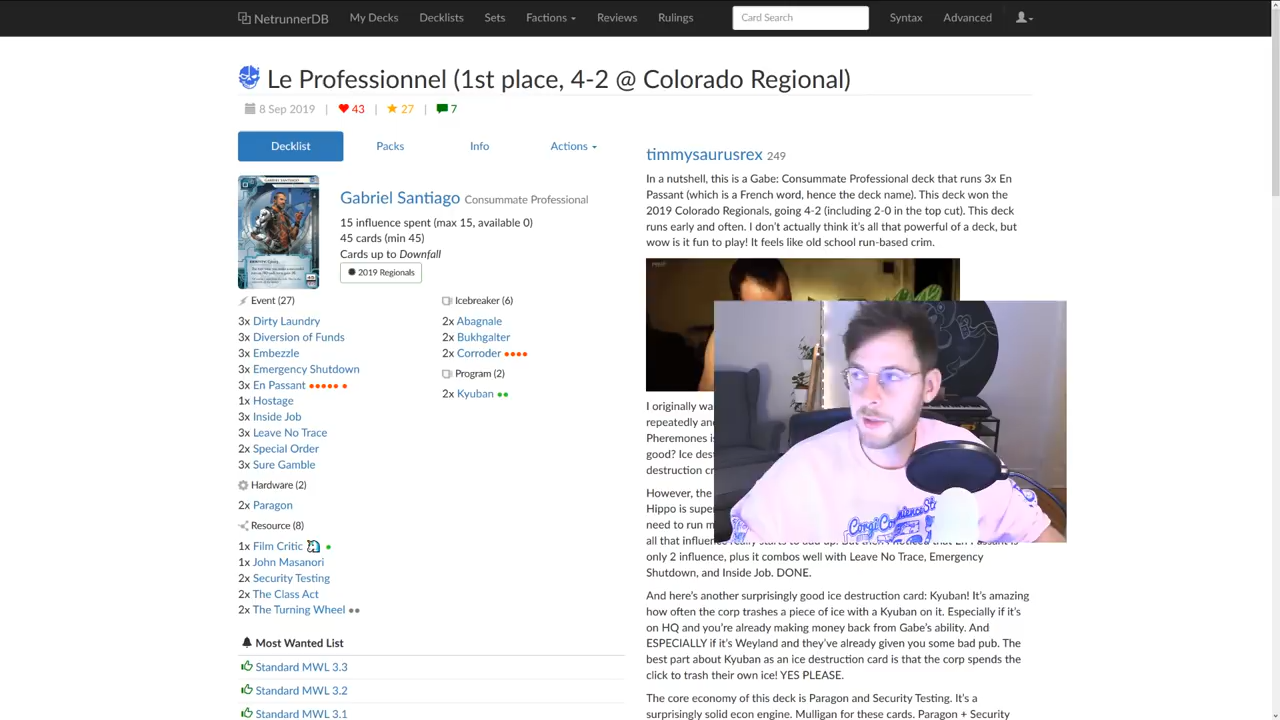 NetrunnerDB My Decks Decklists Sets Factions Reviews Rulings Card Search Syntax Advanced
Le Professionnel (1st place, 4-2 @ Colorado Regional)
8 Sep 2019 | 43 | 27 | 7
Decklist Packs Info Actions
Gabriel Santiago Consummate Professional
15 influence spent (max 15, available 0)
45 cards (min 45)
Cards up to Downfall
2019 Regionals
Event (27)
3x Dirty Laundry
3x Diversion of Funds
3x Embezzle
3x Emergency Shutdown
3x En Passant
1x Hostage
3x Inside Job
3x Leave No Trace
2x Special Order
3x Sure Gamble
Hardware (2)
2x Paragon
Resource (8)
1x Film Critic
1x John Masanori
2x Security Testing
2x The Class Act
2x The Turning Wheel
Icebreaker (6)
2x Abagnale
2x Bukhgalter
2x Corroder
Program (2)
2x Kyuban
Most Wanted List
Standard MWL 3.3
Standard MWL 3.2
Standard MWL 3.1
timmysaurusrex 249
In a nutshell, this is a Gabe: Consummate Professional deck that runs 3x En
Passant (which is a French word, hence the deck name). This deck won the
2019 Colorado Regionals, going 4-2 (including 2-0 in the top cut). This deck
runs early and often. I don't actually think it's all that powerful of a deck, but
wow is it fun to play! It feels like old school run-based crim.
I originally wa
repeatedly an
Pheromones is
good? Ice des
destruction cr
However, the
Hippo is supe
need to run m
all that influen
only 2 influence, plus it combos well with Leave No Trace, Emergency
Shutdown, and Inside Job. DONE.
And here's another surprisingly good ice destruction card: Kyuban! It's amazing
how often the corp trashes a piece of ice with a Kyuban on it. Especially if it's
on HQ and you're already making money back from Gabe's ability. And
ESPECIALLY if it's Weyland and they've already given you some bad pub. The
best part about Kyuban as an ice destruction card is that the corp spends the
click to trash their own ice! YES PLEASE.
The core economy of this deck is Paragon and Security Testing. It's a
surprisingly solid econ engine. Mulligan for these cards. Paragon + Security